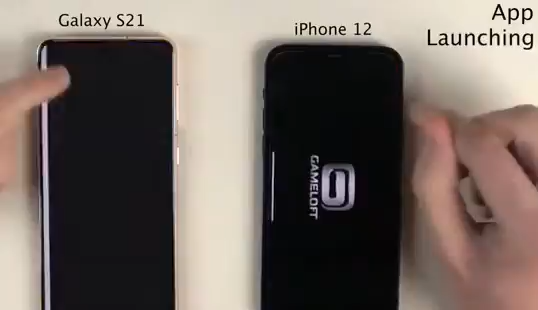 Galaxy S21
iPhone 12
App
Launching
GAMELOFT